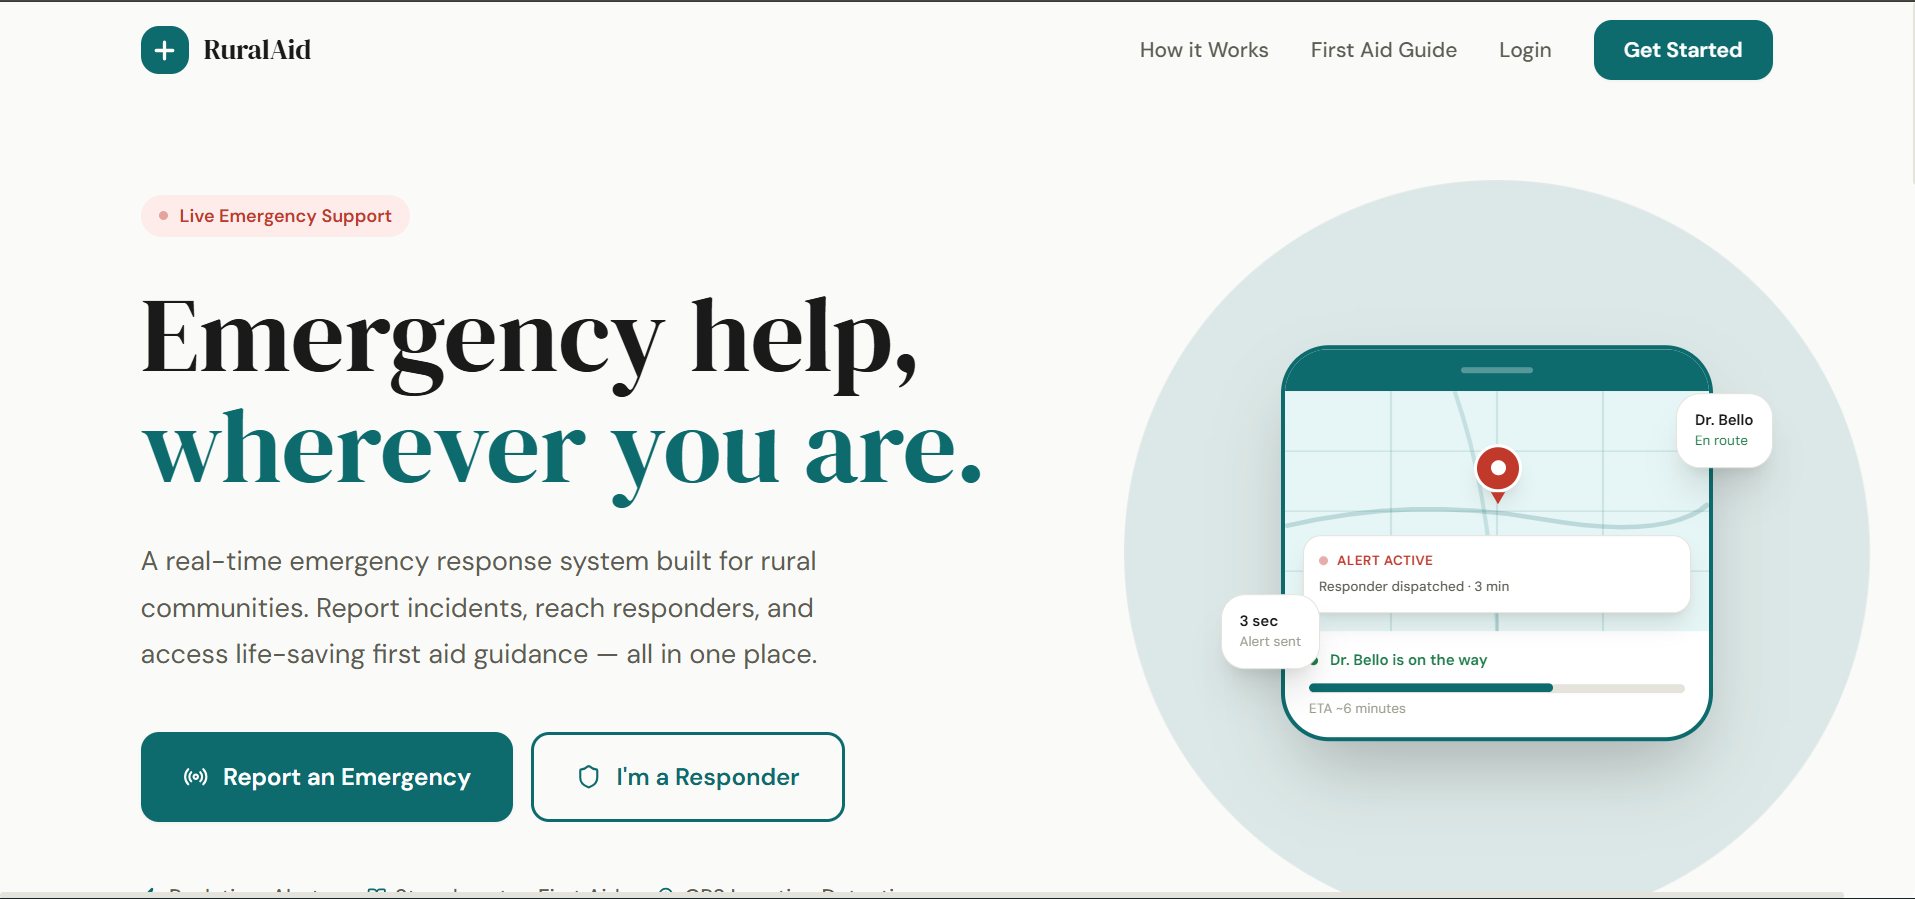 RuralAid
How it Works
First Aid Guide
Login
Get Started
Live Emergency Support
Emergency help,
wherever you are.
A real-time emergency response system built for rural
communities. Report incidents, reach responders, and
access life-saving first aid guidance — all in one place.
Report an Emergency
I'm a Responder
Dr. Bello
En route
ALERT ACTIVE
Responder dispatched · 3 min
3 sec
Alert sent
Dr. Bello is on the way
ETA ~6 minutes